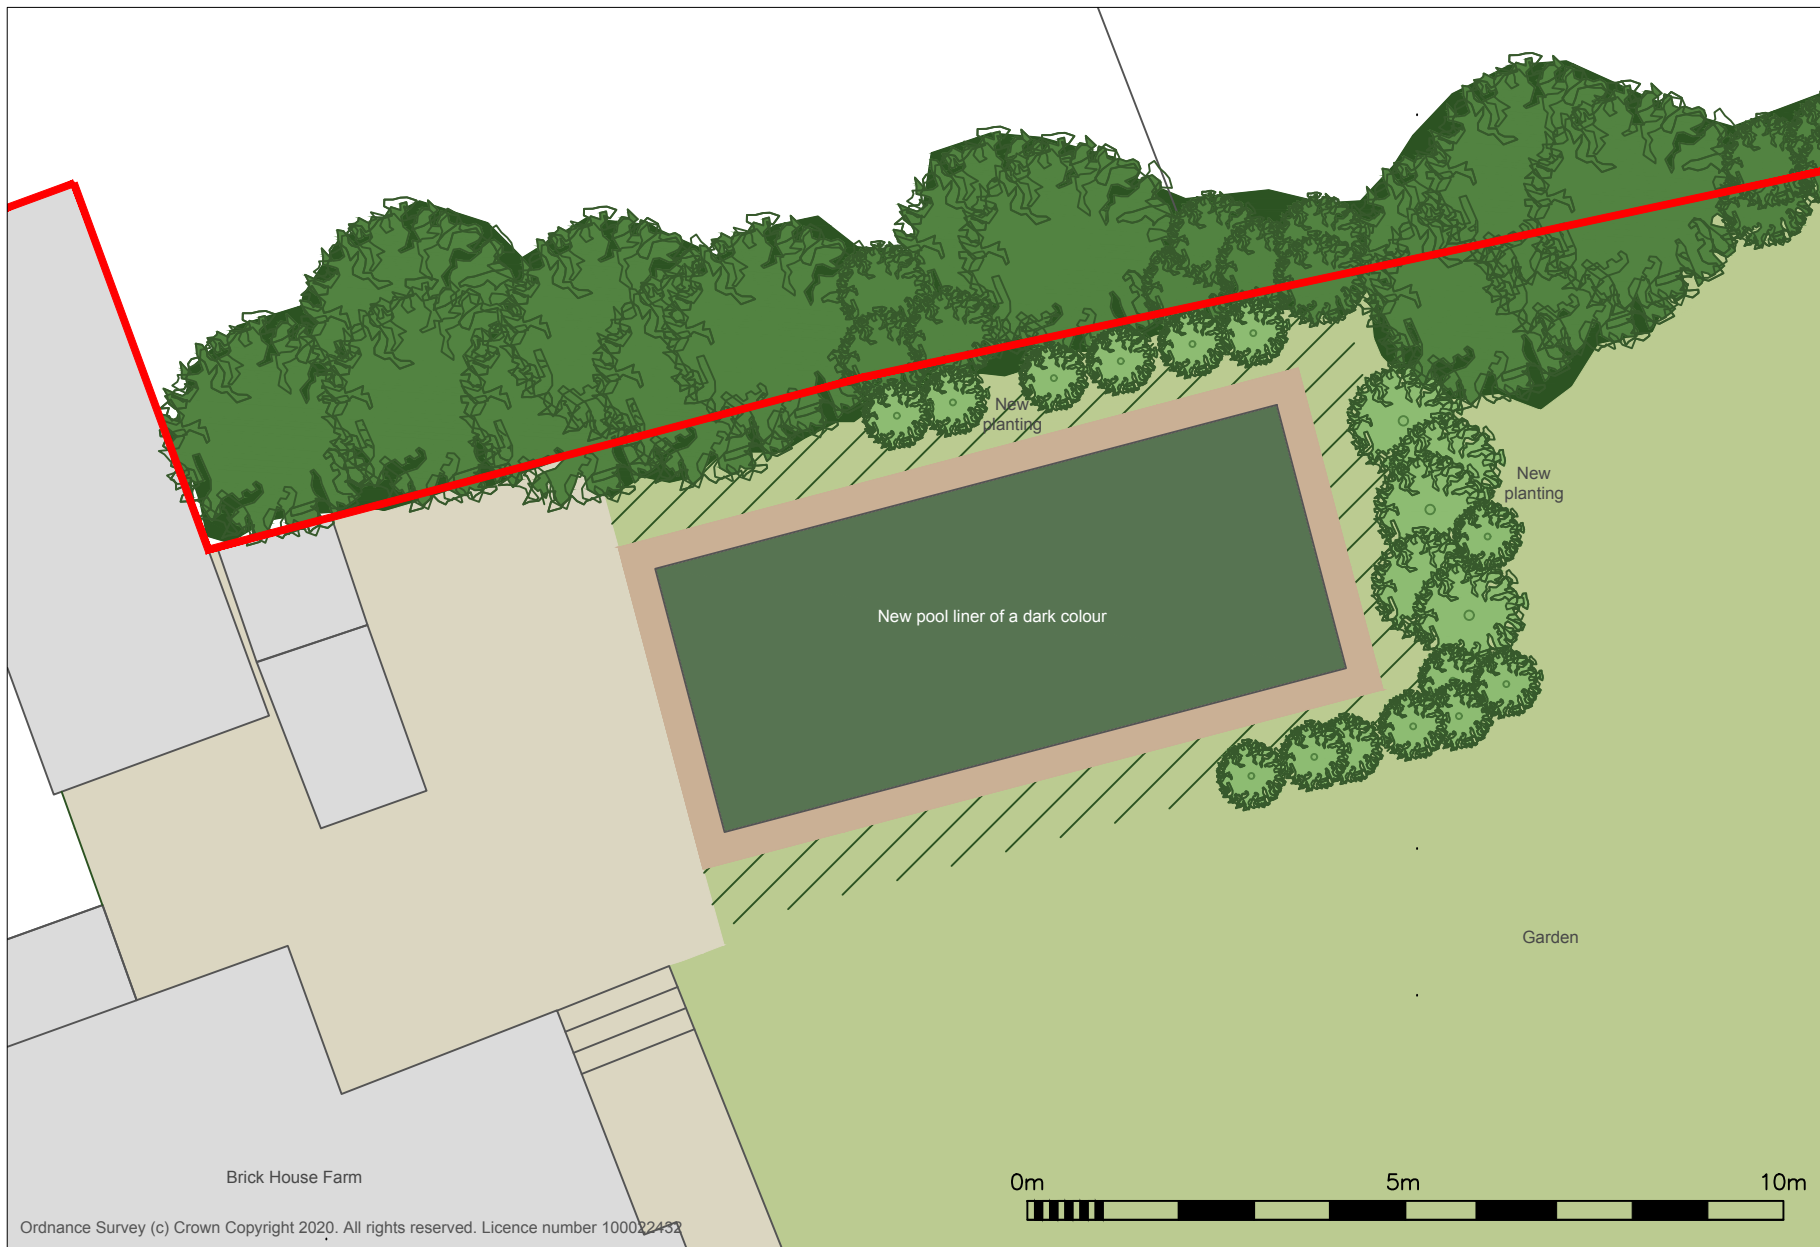 New
planting
New
planting
New pool liner of a dark colour
Garden
Brick House Farm
0m 5m 10m
Ordnance Survey (c) Crown Copyright 2020. All rights reserved. Licence number 100022432